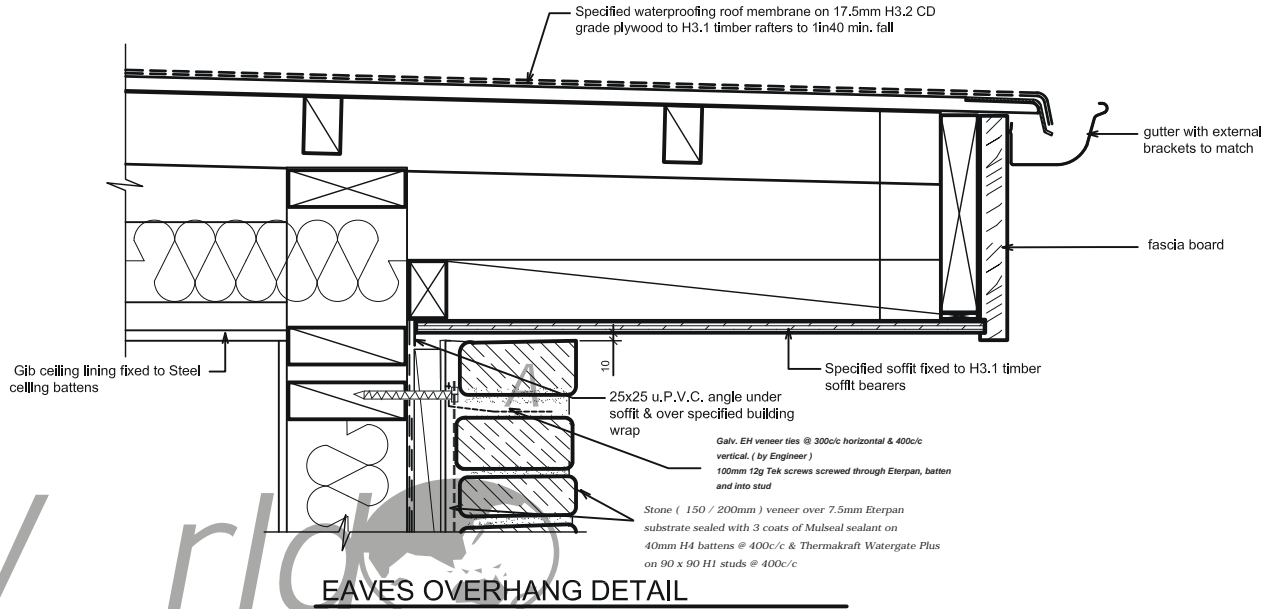 Specified waterproofing roof membrane on 17.5mm H3.2 CD
grade plywood to H3.1 timber rafters to 1in40 min. fall
gutter with external
brackets to match
fascia board
Gib ceiling lining fixed to Steel
ceiling battens
10
Specified soffit fixed to H3.1 timber
soffit bearers
25x25 u.P.V.C. angle under
soffit & over specified building
wrap
Galv. EH veneer ties @ 300c/c horizontal & 400c/c
vertical. ( by Engineer )
100mm 12g Tek screws screwed through Eterpan, batten
and into stud
Stone ( 150 / 200mm ) veneer over 7.5mm Eterpan
substrate sealed with 3 coats of Mulseal sealant on
40mm H4 battens @ 400c/c & Thermakraft Watergate Plus
on 90 x 90 H1 studs @ 400c/c
EAVES OVERHANG DETAIL